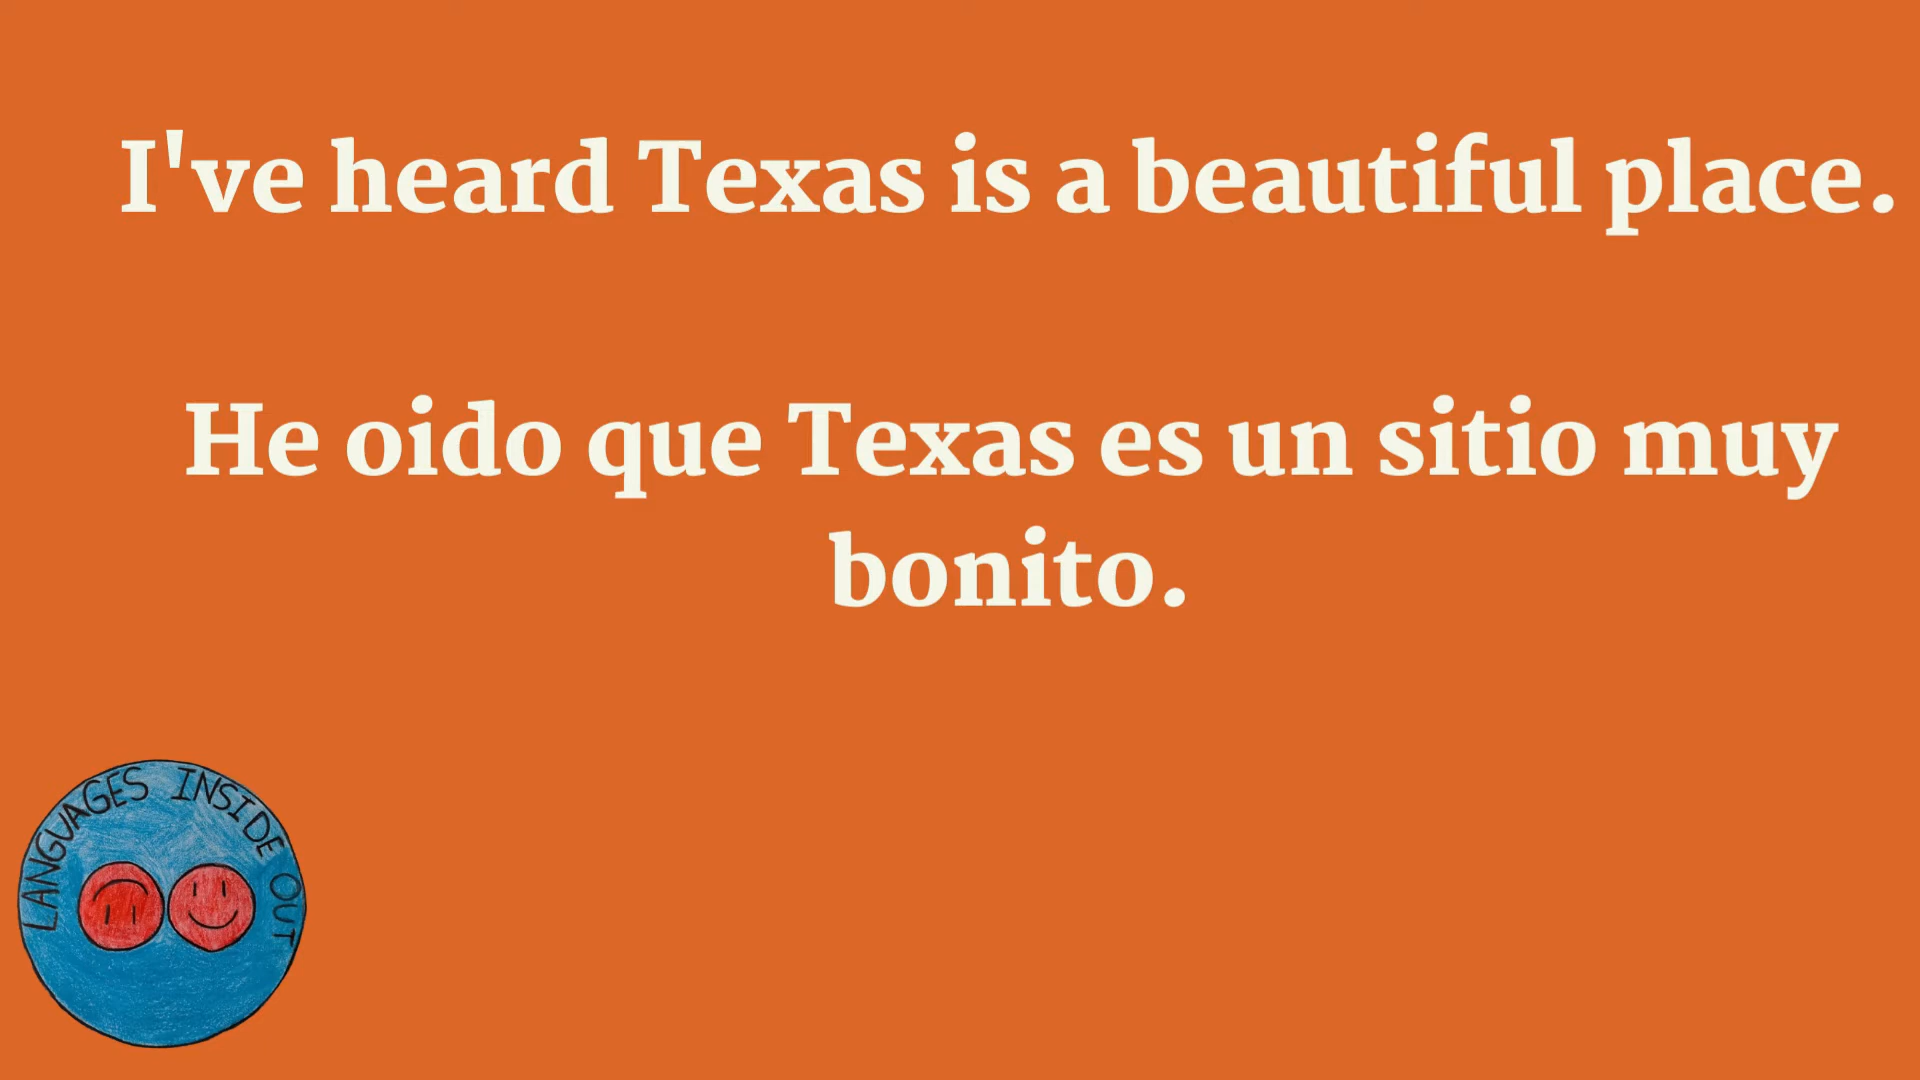 I've heard Texas is a beautiful place.
He oido que Texas es un sitio muy
bonito.
LANGUAGES INSIDE OUT